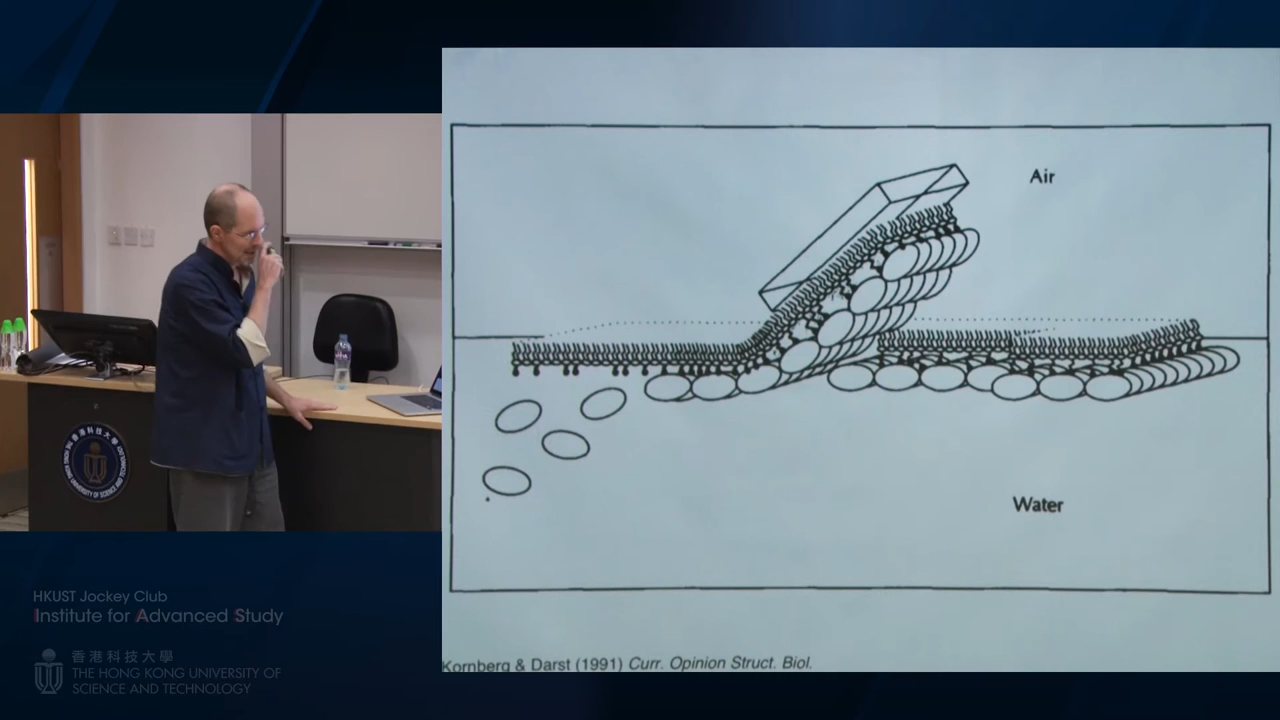 Air
Water
Kornberg & Darst (1991) Curr. Opinion Struct. Biol.
HKUST Jockey Club
Institute for Advanced Study
香港科技大學
THE HONG KONG UNIVERSITY OF
SCIENCE AND TECHNOLOGY